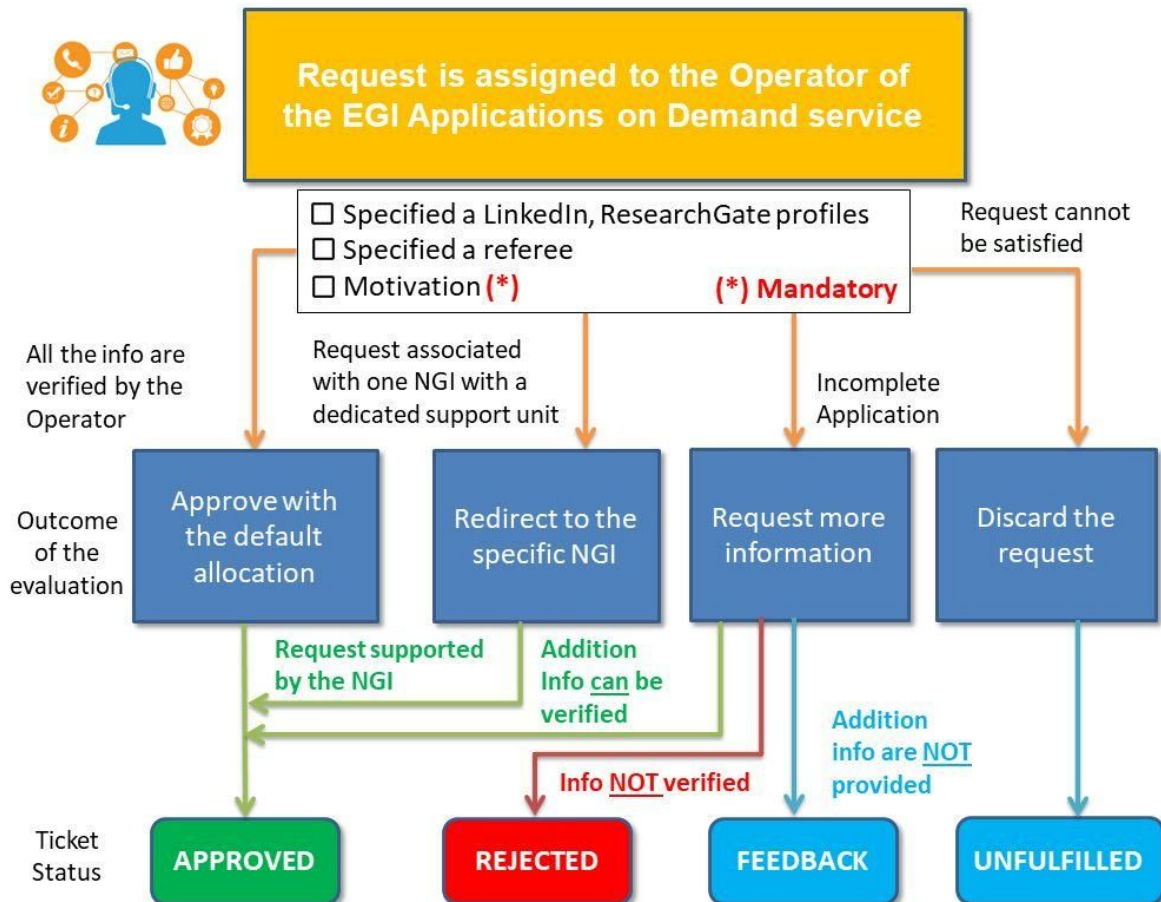 Request is assigned to the Operator of
the EGI Applications on Demand service
☐ Specified a LinkedIn, ResearchGate profiles
☐ Specified a referee
☐ Motivation (*)
(*) Mandatory
Request cannot
be satisfied
All the info are
verified by the
Operator
Request associated
with one NGI with a
dedicated support unit
Incomplete
Application
Outcome
of the
evaluation
Approve with
the default
allocation
Redirect to the
specific NGI
Request more
information
Discard the
request
Request supported
by the NGI
Addition
Info can be
verified
Info NOT verified
Addition
info are NOT
provided
Ticket
Status
APPROVED
REJECTED
FEEDBACK
UNFULFILLED